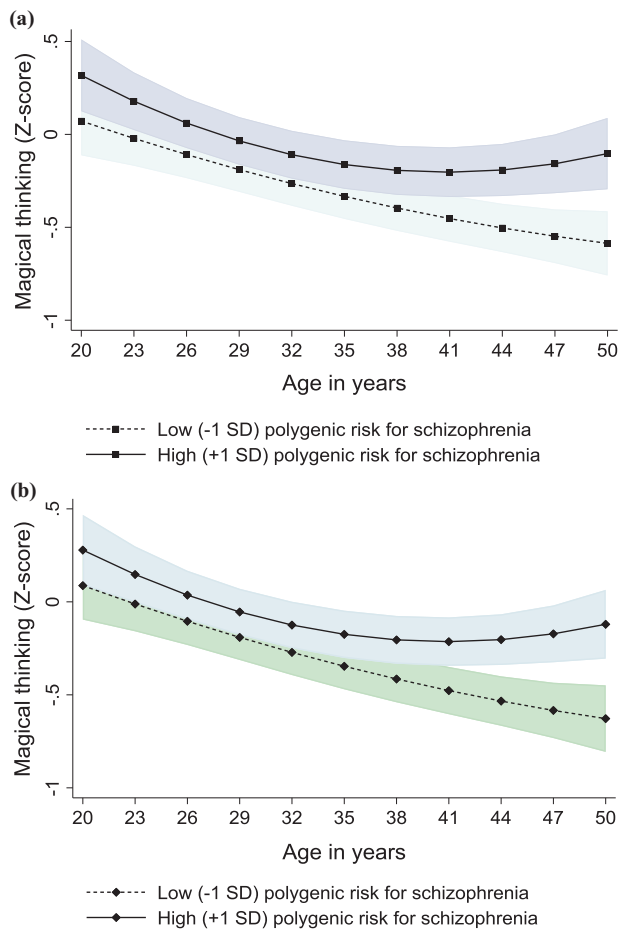 (a)
Magical thinking (Z-score)
.5
0
-.5
-1
20 23 26 29 32 35 38 41 44 47 50
Age in years
Low (-1 SD) polygenic risk for schizophrenia
High (+1 SD) polygenic risk for schizophrenia
(b)
Magical thinking (Z-score)
.5
0
-.5
-1
20 23 26 29 32 35 38 41 44 47 50
Age in years
Low (-1 SD) polygenic risk for schizophrenia
High (+1 SD) polygenic risk for schizophrenia